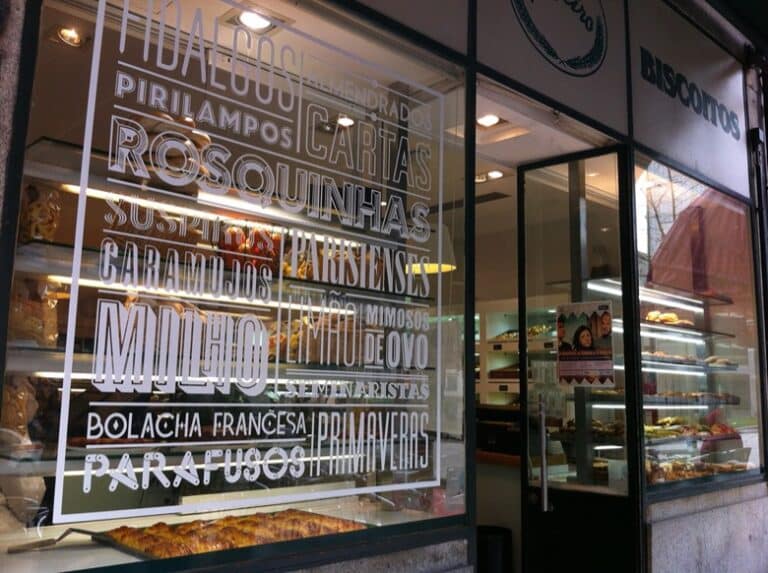 FIDALGOS
PIRILAMPOS
AMENDRADOS
CARTAS
ROSQUINHAS
SUSPIROS
CARAMUJOS
MILHO
PARISIENSES
LIMÃO
MIMOSOS
DE OVO
SEMINARISTAS
BOLACHA FRANCESA
PARAFUSOS
PRIMAVERAS
BISCOITOS